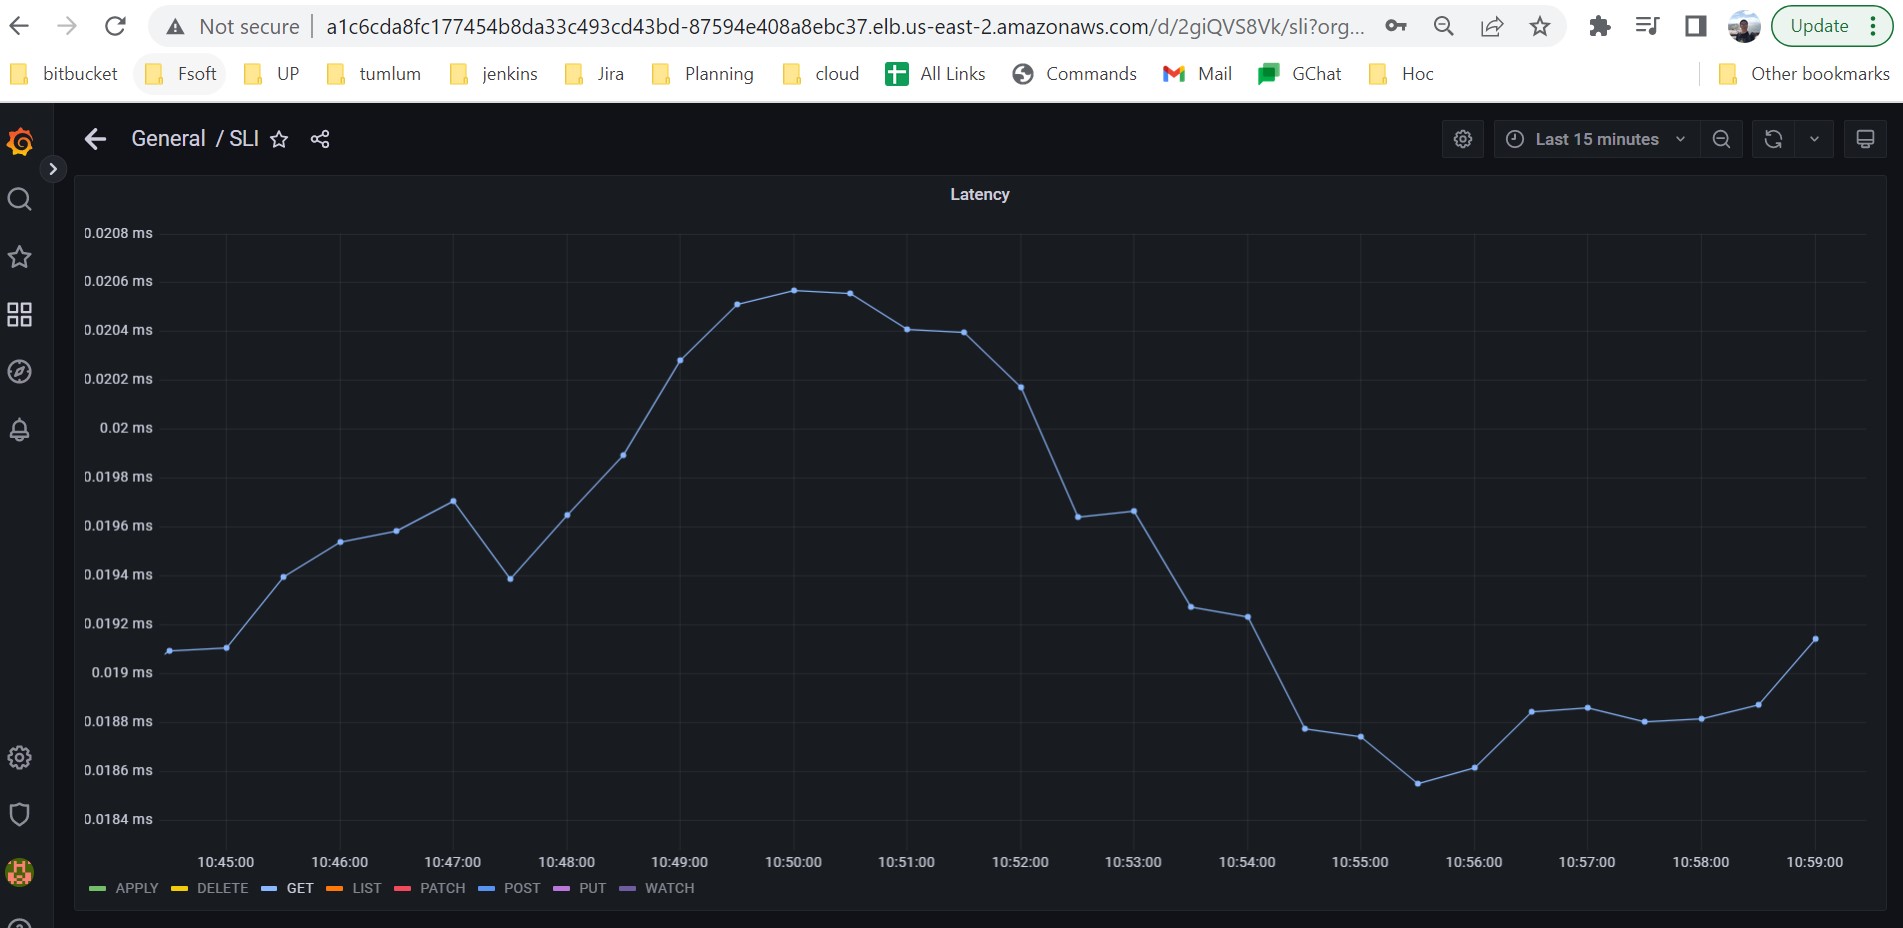 Not secure a1c6cda8fc177454b8da33c493cd43bd-87594e408a8ebc37.elb.us-east-2.amazonaws.com/d/2giQVS8Vk/sli?org... Update
bitbucket Fsoft UP tumlum jenkins Jira Planning cloud All Links Commands Mail GChat Hoc Other bookmarks
General / SLI Last 15 minutes
Latency
0.0208 ms
0.0206 ms
0.0204 ms
0.0202 ms
0.02 ms
0.0198 ms
0.0196 ms
0.0194 ms
0.0192 ms
0.019 ms
0.0188 ms
0.0186 ms
0.0184 ms
10:45:00 10:46:00 10:47:00 10:48:00 10:49:00 10:50:00 10:51:00 10:52:00 10:53:00 10:54:00 10:55:00 10:56:00 10:57:00 10:58:00 10:59:00
APPLY DELETE GET LIST PATCH POST PUT WATCH